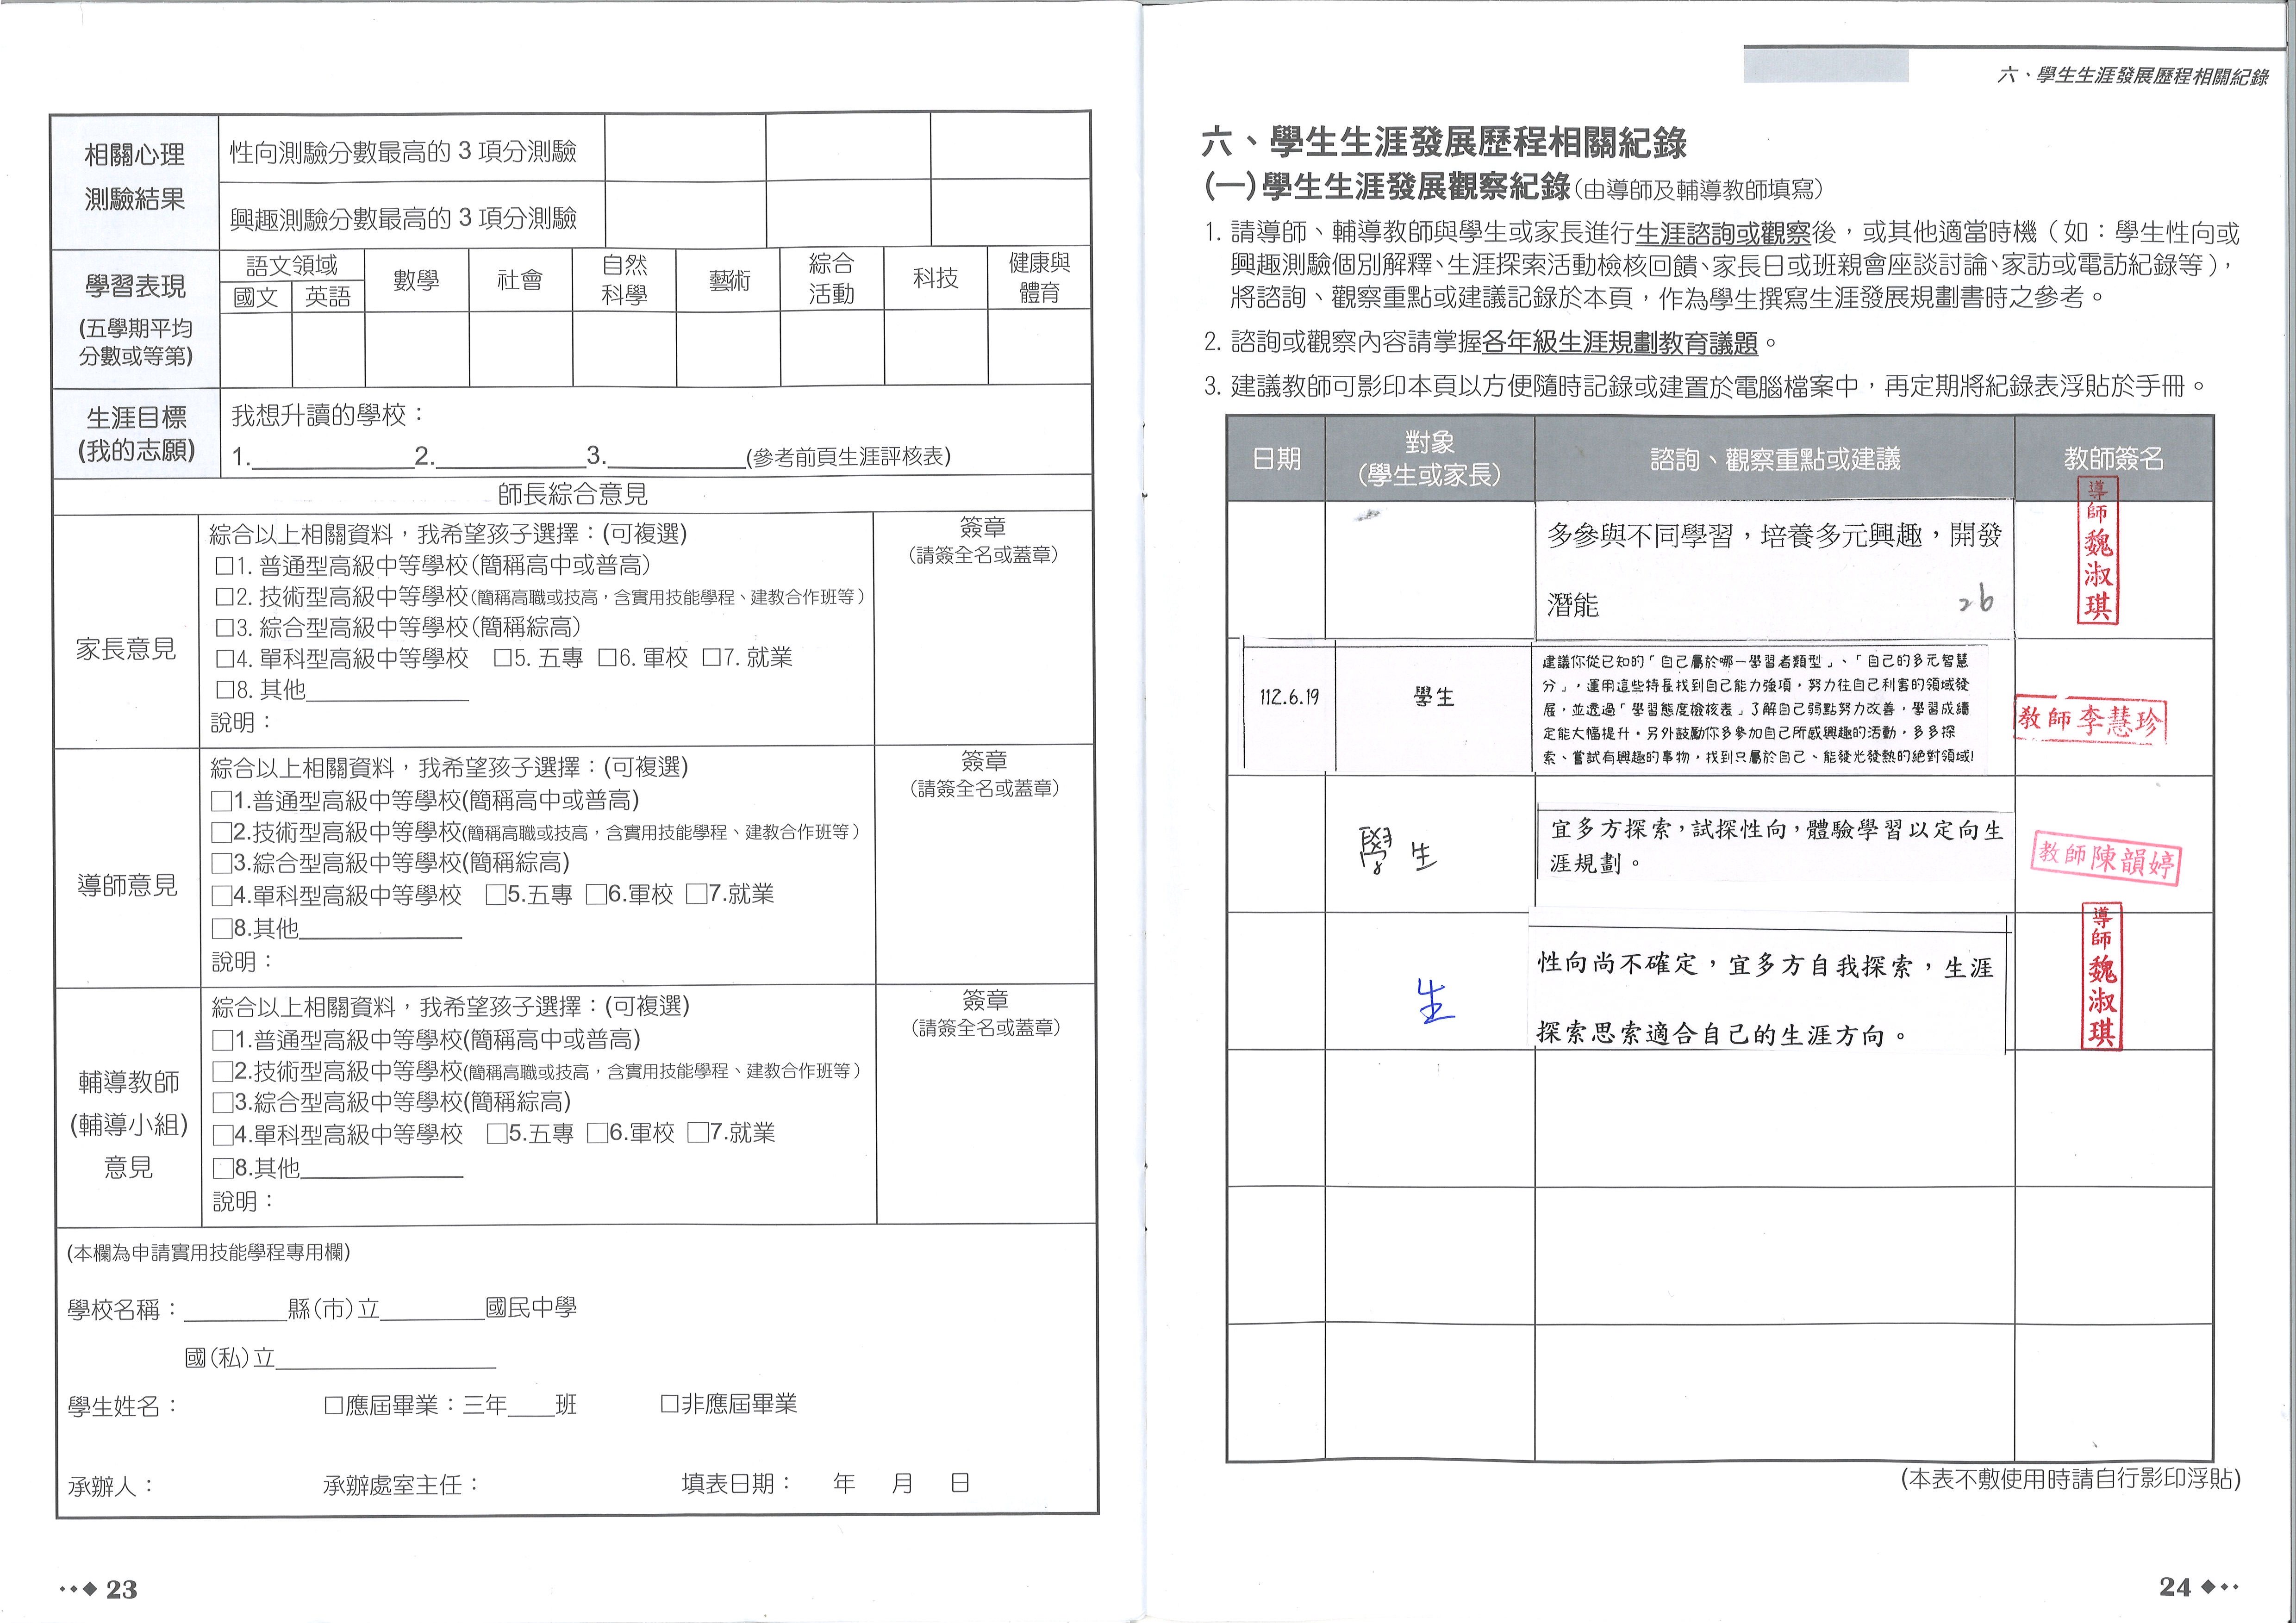 相關心理
測驗結果
性向測驗分數最高的 3 項分測驗
興趣測驗分數最高的 3 項分測驗
學習表現
(五學期平均
分數或等第)
語文領域
國文 英語
數學
社會
自然
科學
藝術
綜合
活動
科技
健康與
體育
生涯目標
(我的志願)
我想升讀的學校：
1.____________2.____________3.____________(參考前頁生涯評核表)
師長綜合意見
家長意見
綜合以上相關資料，我希望孩子選擇：(可複選)
□1. 普通型高級中等學校(簡稱高中或普高)
□2. 技術型高級中等學校(簡稱高職或技高，含實用技能學程、建教合作班等)
□3. 綜合型高級中等學校(簡稱綜高)
□4. 單科型高級中等學校 □5. 五專 □6. 軍校 □7. 就業
□8. 其他____________
說明：
簽章
(請簽全名或蓋章)
導師意見
綜合以上相關資料，我希望孩子選擇：(可複選)
□1.普通型高級中等學校(簡稱高中或普高)
□2.技術型高級中等學校(簡稱高職或技高，含實用技能學程、建教合作班等)
□3.綜合型高級中等學校(簡稱綜高)
□4.單科型高級中等學校 □5.五專 □6.軍校 □7.就業
□8.其他____________
說明：
簽章
(請簽全名或蓋章)
輔導教師
(輔導小組)
意見
綜合以上相關資料，我希望孩子選擇：(可複選)
□1.普通型高級中等學校(簡稱高中或普高)
□2.技術型高級中等學校(簡稱高職或技高，含實用技能學程、建教合作班等)
□3.綜合型高級中等學校(簡稱綜高)
□4.單科型高級中等學校 □5.五專 □6.軍校 □7.就業
□8.其他____________
說明：
簽章
(請簽全名或蓋章)
(本欄為申請實用技能學程專用欄)
學校名稱：________縣(市)立________國民中學
國(私)立________________
學生姓名： □應屆畢業：三年____班 □非應屆畢業
承辦人： 承辦處室主任： 填表日期： 年 月 日
23
六、學生生涯發展歷程相關紀錄
六、學生生涯發展歷程相關紀錄
(一)學生生涯發展觀察紀錄(由導師及輔導教師填寫)
1. 請導師、輔導教師與學生或家長進行生涯諮詢或觀察後，或其他適當時機（如：學生性向或
興趣測驗個別解釋、生涯探索活動檢核回饋、家長日或班親會座談討論、家訪或電訪紀錄等），
將諮詢、觀察重點或建議記錄於本頁，作為學生撰寫生涯發展規劃書時之參考。
2. 諮詢或觀察內容請掌握各年級生涯規劃教育議題。
3. 建議教師可影印本頁以方便隨時記錄或建置於電腦檔案中，再定期將紀錄表浮貼於手冊。
日期
對象
(學生或家長)
諮詢、觀察重點或建議
教師簽名
多參與不同學習，培養多元興趣，開發
潛能
26
導師魏淑琪
112.6.19
學生
建議你從已知的「自己屬於哪一學習者類型」、「自己的多元智慧
分」，運用這些特長找到自己能力強項，努力往自己利害的領域發
展，並透過「學習態度檢核表」了解自己弱點努力改善，學習成績
定能大幅提升。另外鼓勵你多參加自己所感興趣的活動，多多探
索、嘗試有興趣的事物，找到只屬於自己、能發光發熱的絕對領域!
教師李慧珍
學生
宜多方探索，試探性向，體驗學習以定向生
涯規劃。
教師陳韻婷
生
性向尚不確定，宜多方自我探索，生涯
探索思索適合自己的生涯方向。
導師魏淑琪
(本表不敷使用時請自行影印浮貼)
24